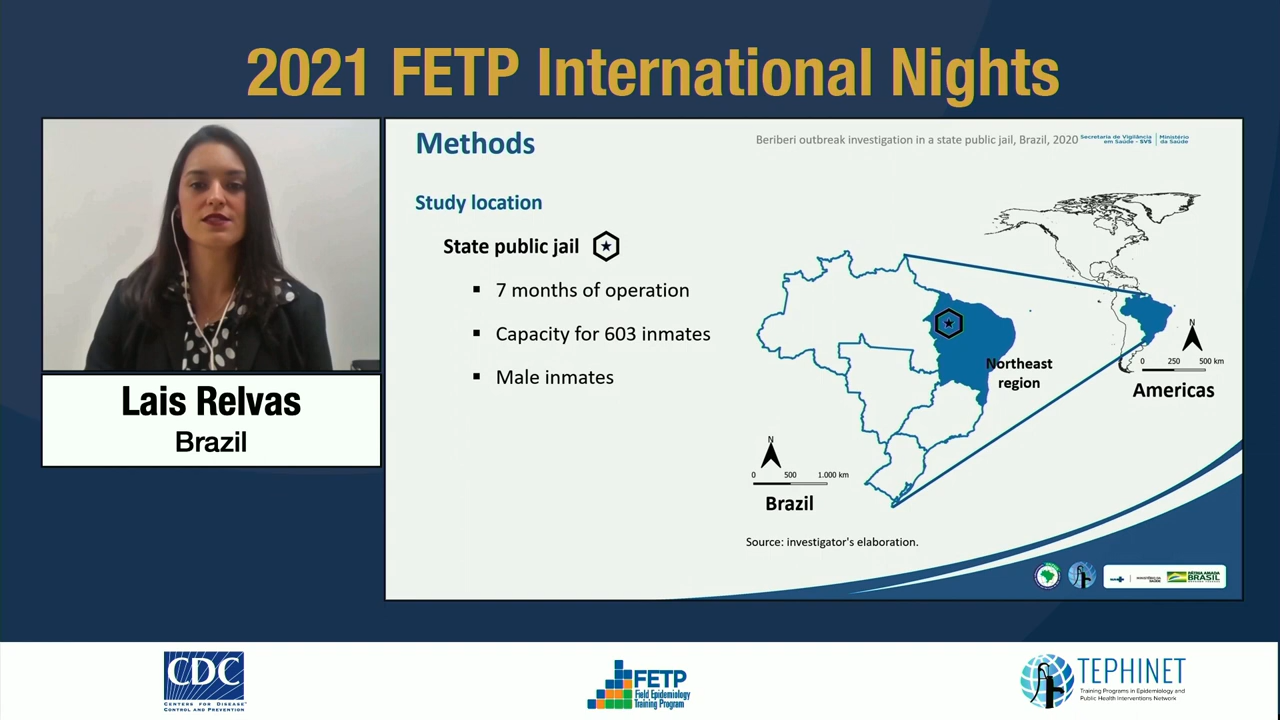 2021 FETP International Nights
Methods
Beriberi outbreak investigation in a state public jail, Brazil, 2020
Secretaria de Vigilância
em Saúde - SVS
Ministério
da Saúde
Study location
State public jail
7 months of operation
Capacity for 603 inmates
Male inmates
Northeast
region
N
0 250 500 km
Americas
N
0 500 1.000 km
Brazil
Source: investigator's elaboration.
Lais Relvas
Brazil
PÁTRIA AMADA
BRASIL
CDC
CENTERS FOR DISEASE
CONTROL AND PREVENTION
FETP
Field Epidemiology
Training Program
TEPHINET
Training Programs in Epidemiology and
Public Health Interventions Network